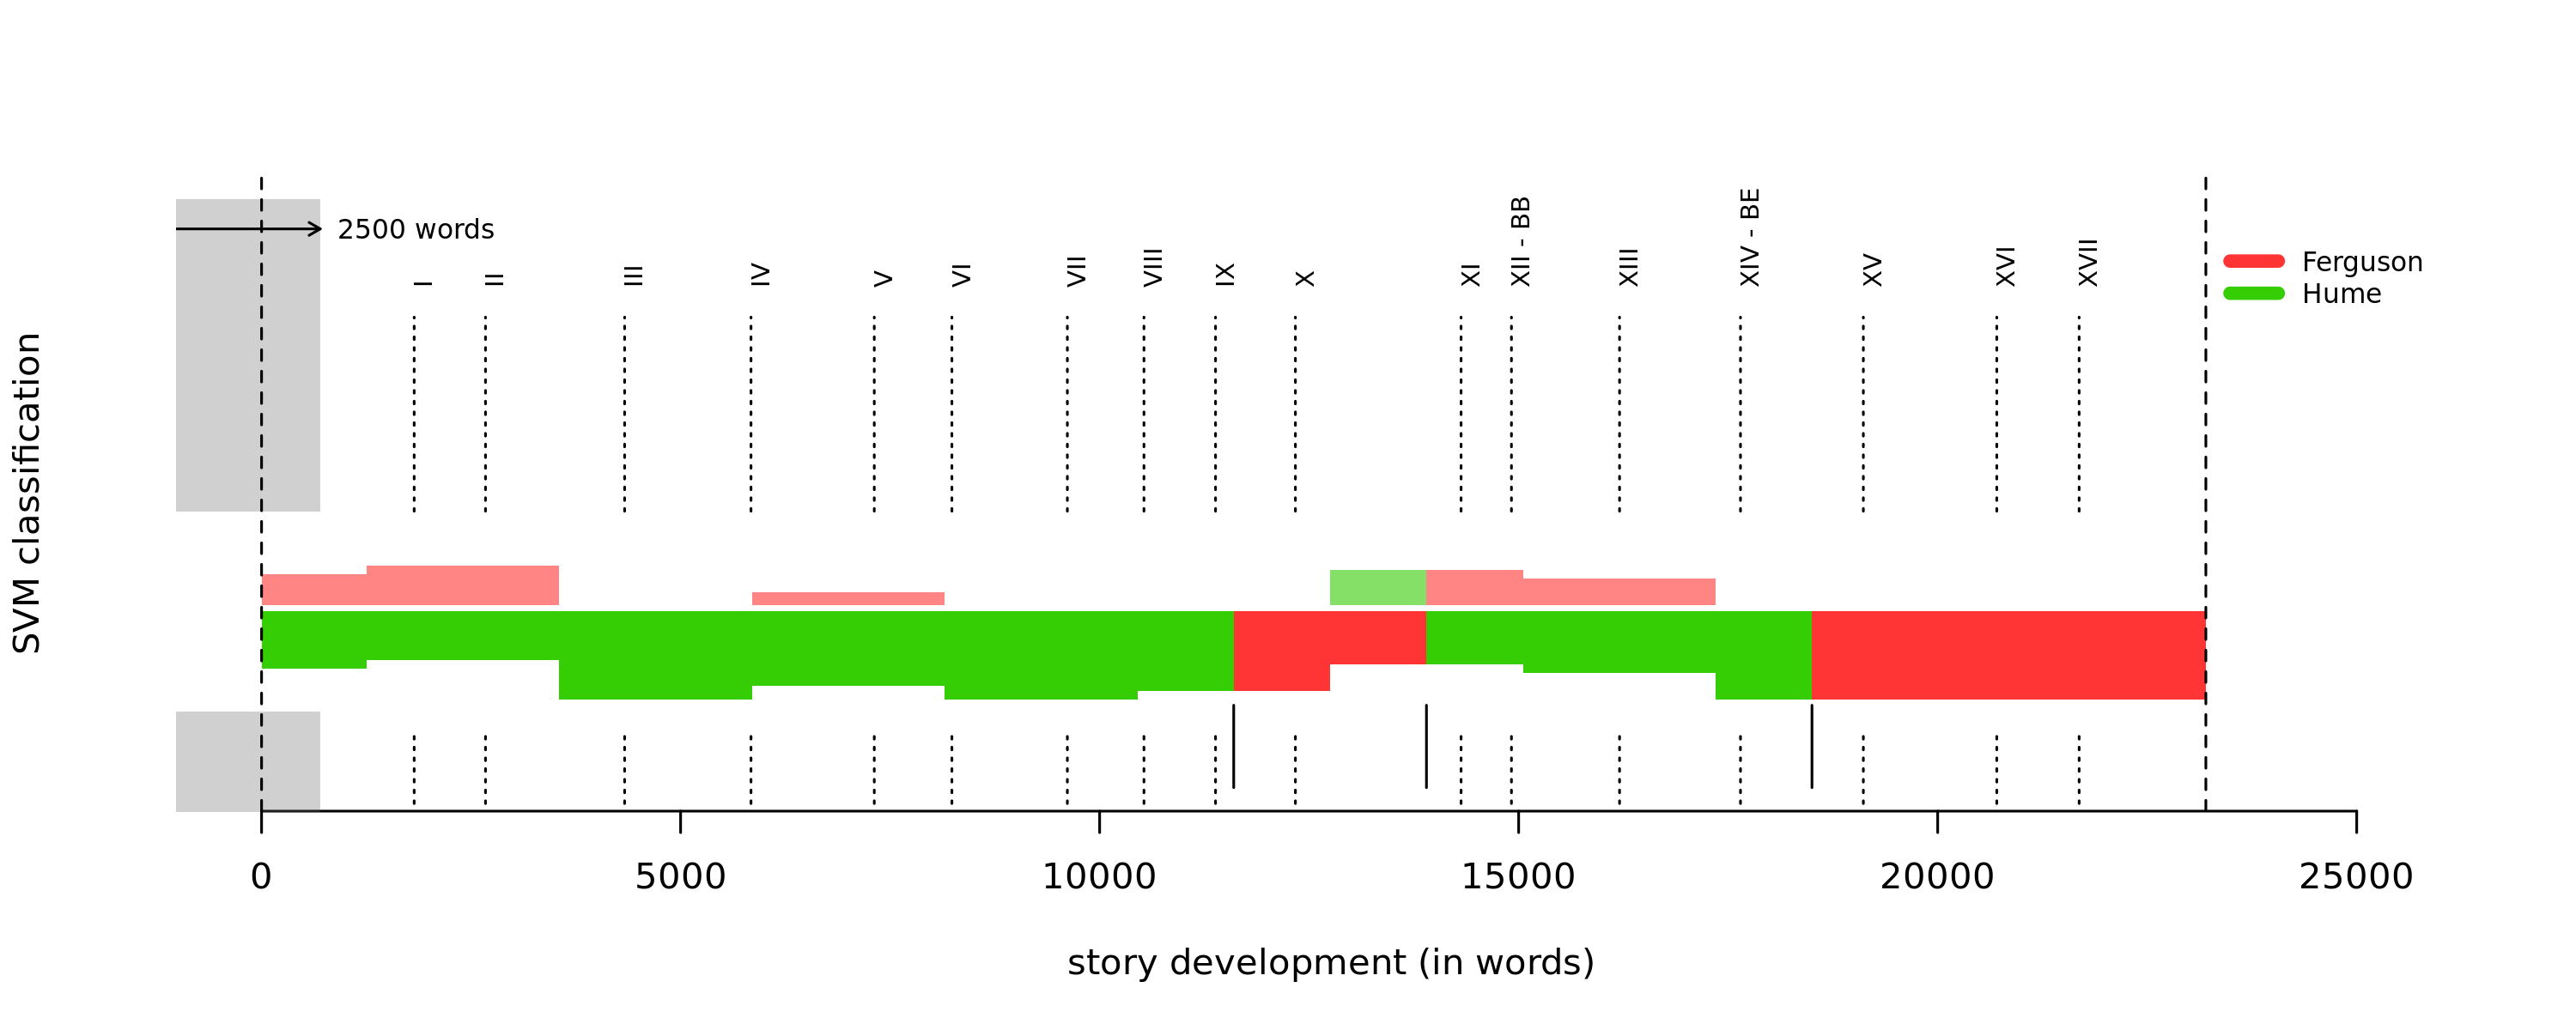 2500 words
I
II
III
IV
V
VI
VII
VIII
IX
X
XI
XII - BB
XIII
XIV - BE
XV
XVI
XVII
Ferguson
Hume
SVM classification
0
5000
10000
15000
20000
25000
story development (in words)